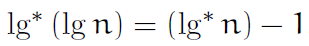 lg* (lg n) = (lg* n) − 1